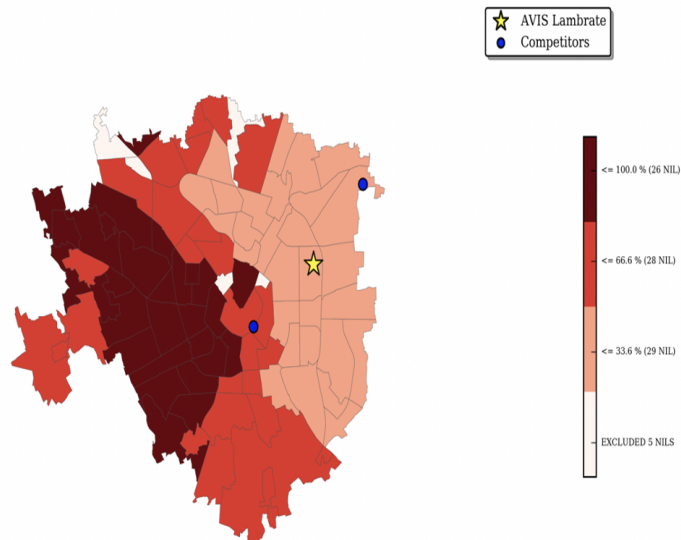 AVIS Lambrate
Competitors
<= 100.0 % (26 NIL)
<= 66.6 % (28 NIL)
<= 33.6 % (29 NIL)
EXCLUDED 5 NILS